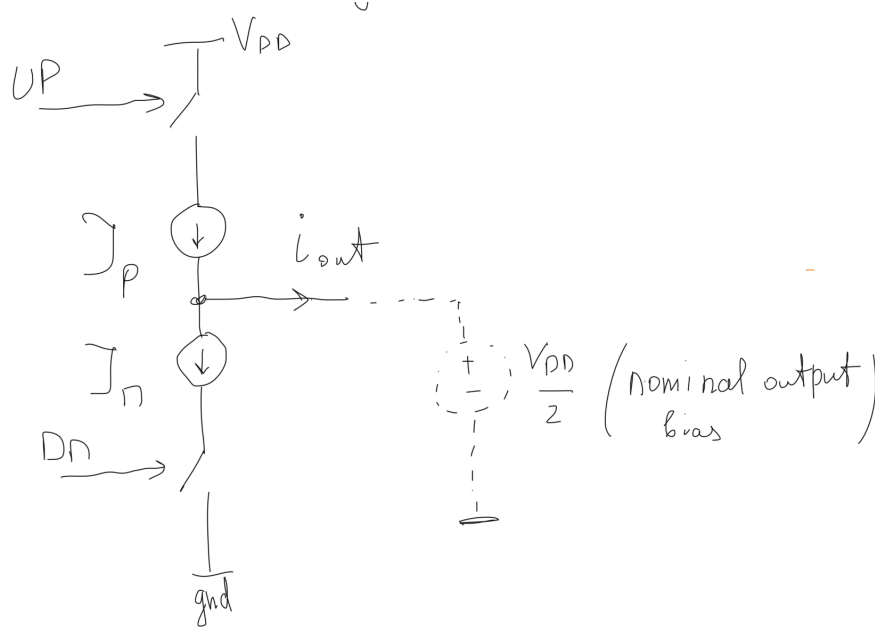 VDD
UP
Jp
iout
+
-
VDD
2
(nominal output
bias)
Jn
Dn
gnd